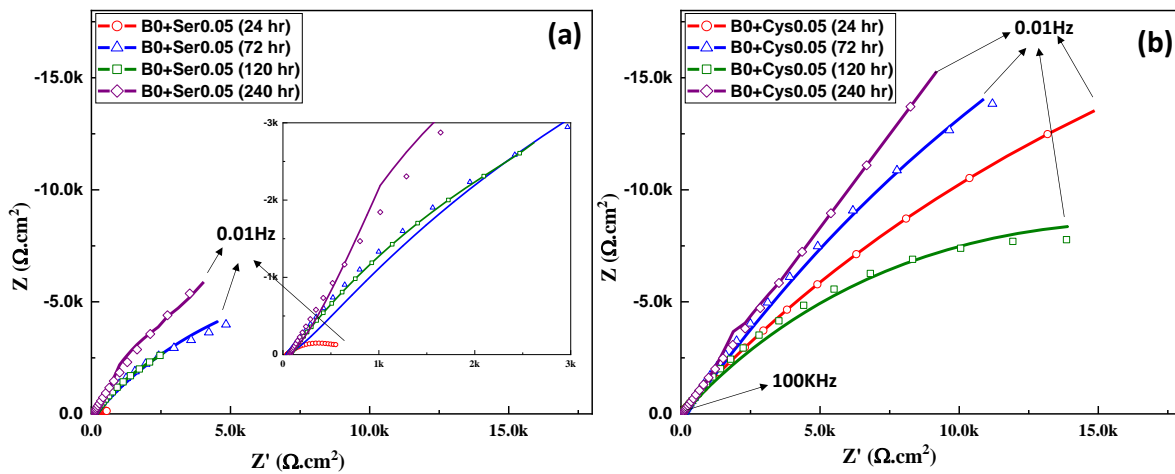 (a)
B0+Ser0.05 (24 hr)
B0+Ser0.05 (72 hr)
B0+Ser0.05 (120 hr)
B0+Ser0.05 (240 hr)
-15.0k
-10.0k
-5.0k
0.0
Z (Ω.cm²)
0.01Hz
-3k
-2k
-1k
0
0
1k
2k
3k
0.0
5.0k
10.0k
15.0k
Z' (Ω.cm²)
(b)
B0+Cys0.05 (24 hr)
B0+Cys0.05 (72 hr)
B0+Cys0.05 (120 hr)
B0+Cys0.05 (240 hr)
0.01Hz
-15.0k
-10.0k
-5.0k
0.0
Z (Ω.cm²)
100KHz
0.0
5.0k
10.0k
15.0k
Z' (Ω.cm²)